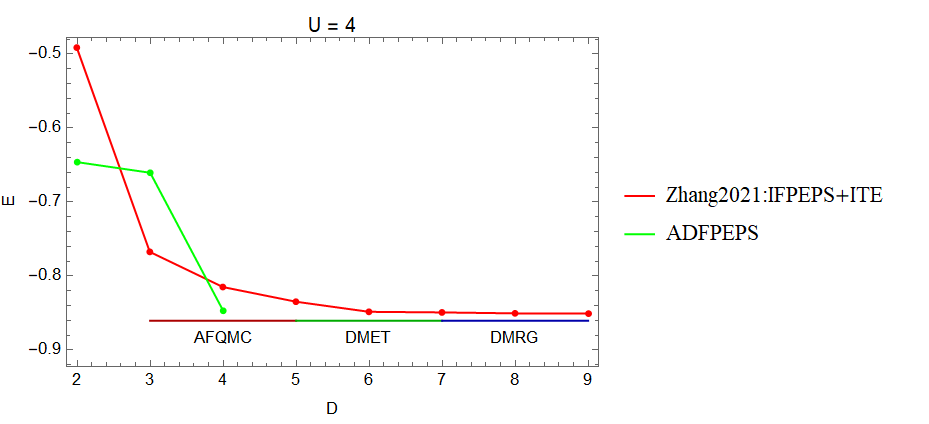 U = 4
−0.5
−0.6
−0.7
−0.8
−0.9
E
AFQMC DMET DMRG
2 3 4 5 6 7 8 9
D
Zhang2021:IFPEPS+ITE
ADFPEPS